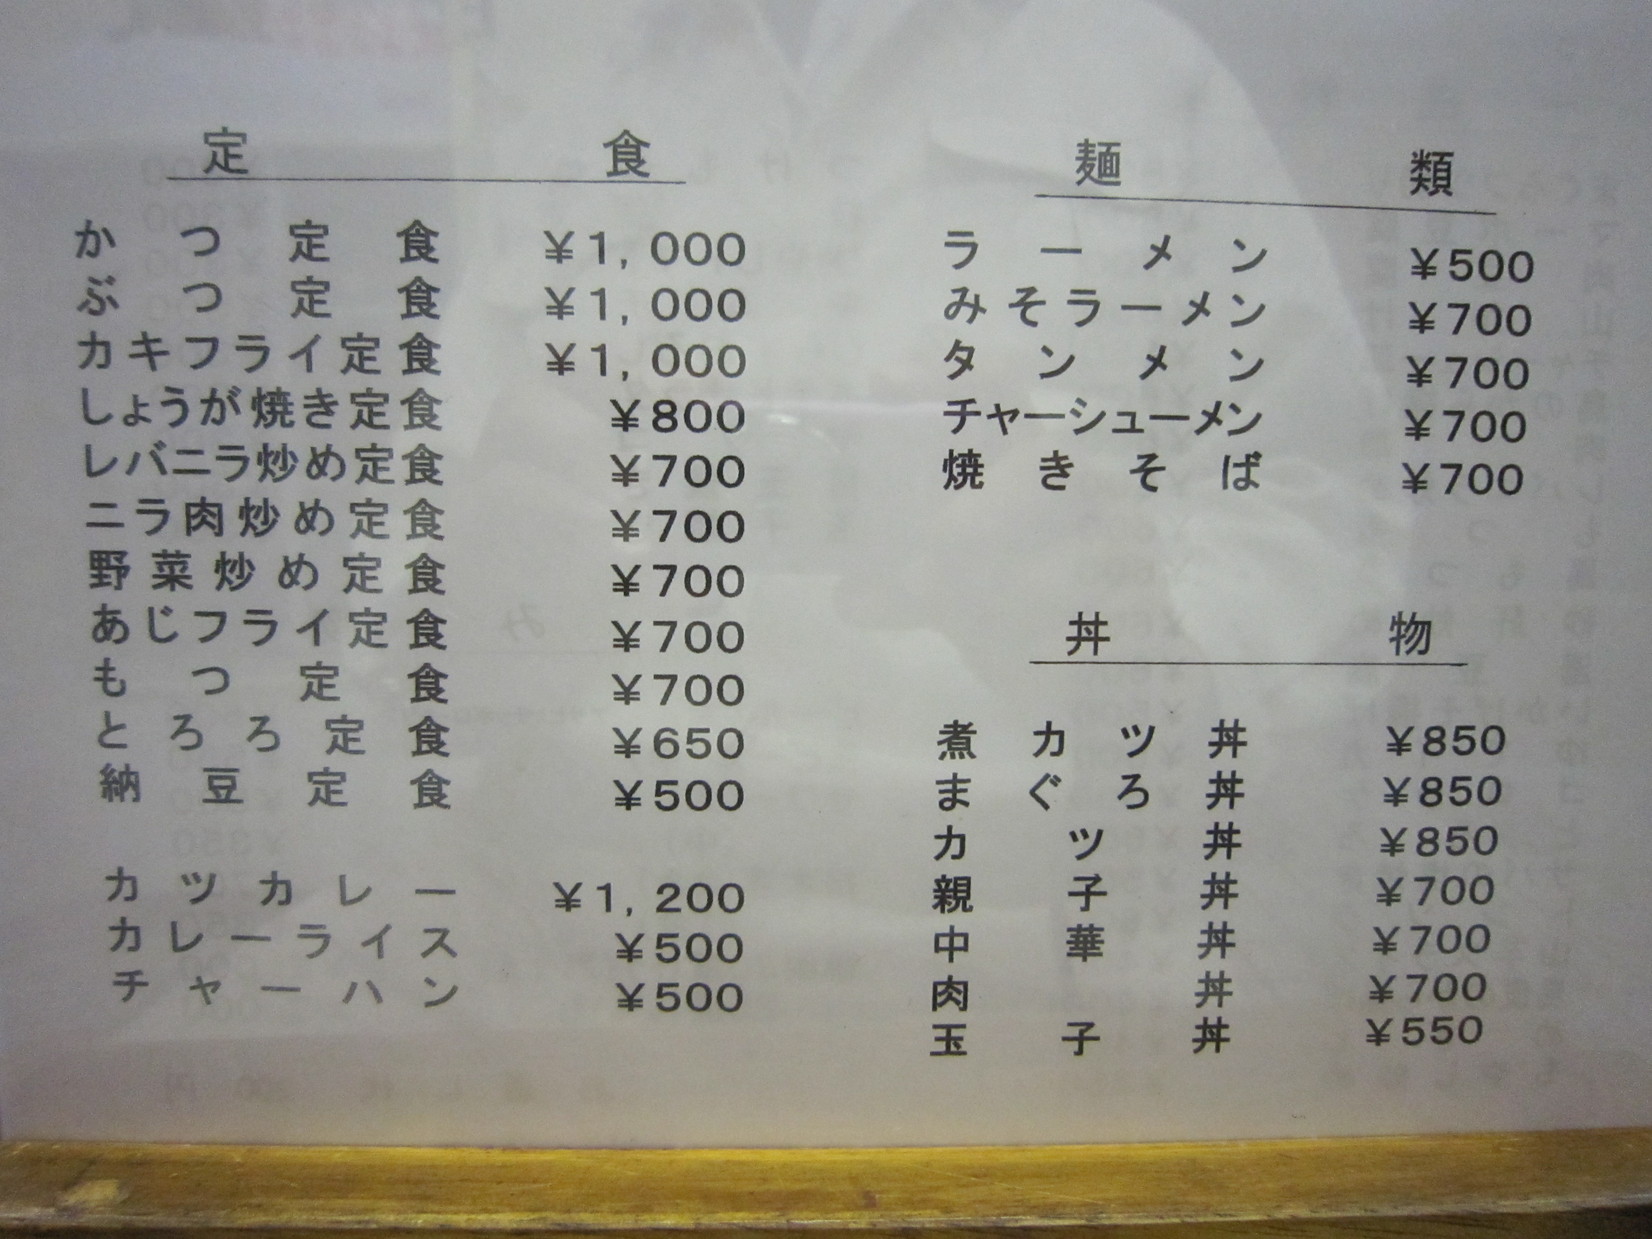 定食
かつ定食 ¥1,000
ぶつ定食 ¥1,000
カキフライ定食 ¥1,000
しょうが焼き定食 ¥800
レバニラ炒め定食 ¥700
ニラ肉炒め定食 ¥700
野菜炒め定食 ¥700
あじフライ定食 ¥700
もつ定食 ¥700
とろろ定食 ¥650
納豆定食 ¥500
カツカレー ¥1,200
カレーライス ¥500
チャーハン ¥500
麺類
ラーメン ¥500
みそラーメン ¥700
タンメン ¥700
チャーシューメン ¥700
焼きそば ¥700
丼物
煮カツ丼 ¥850
まぐろ丼 ¥850
カツ丼 ¥850
親子丼 ¥700
中華丼 ¥700
肉丼 ¥700
玉子丼 ¥550